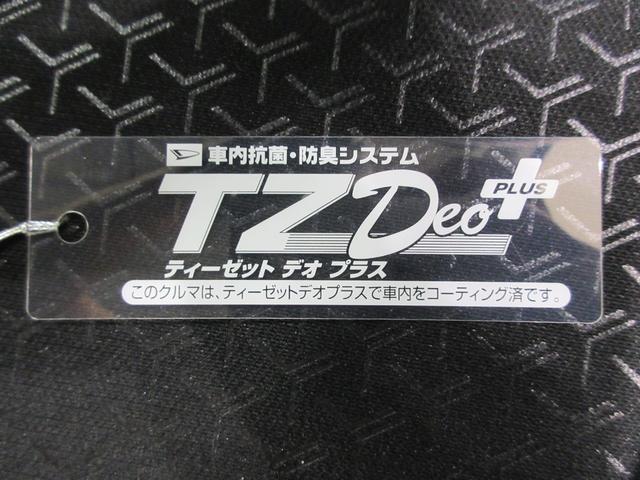 車内抗菌・防臭システム
TZ Deo PLUS
ティーゼット デオ プラス
このクルマは、ティーゼットデオプラスで車内をコーティング済です。